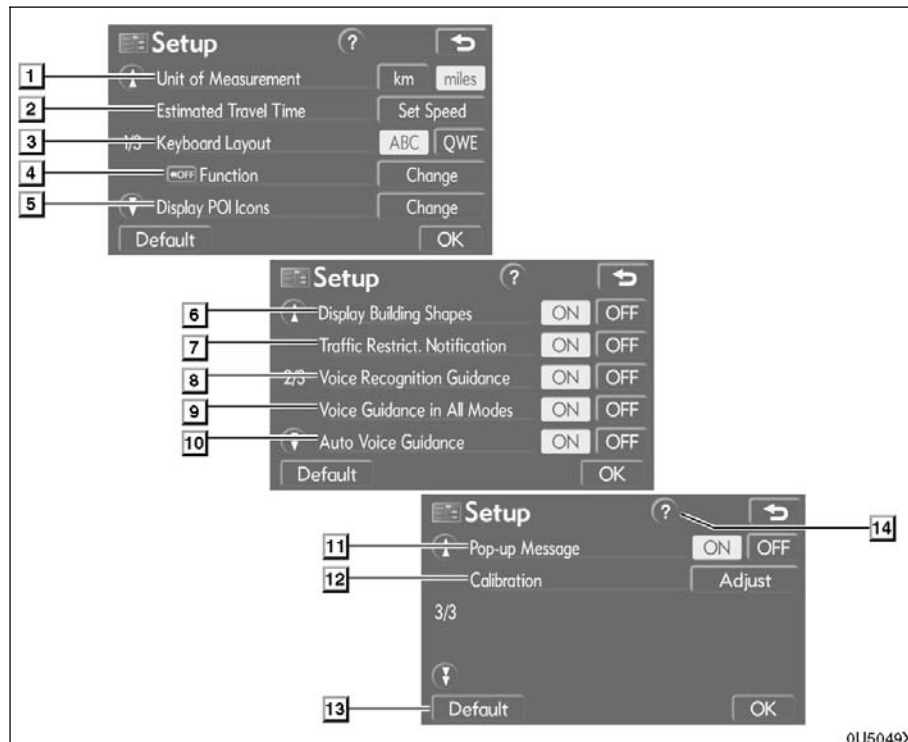 Setup ?
1 Unit of Measurement km miles
2 Estimated Travel Time Set Speed
1/3
3 Keyboard Layout ABC QWE
4 OFF Function Change
5 Display POI Icons Change
Default OK
Setup ?
6 Display Building Shapes ON OFF
7 Traffic Restrict. Notification ON OFF
2/3
8 Voice Recognition Guidance ON OFF
9 Voice Guidance in All Modes ON OFF
10 Auto Voice Guidance ON OFF
Default OK
Setup ? 14
11 Pop-up Message ON OFF
12 Calibration Adjust
3/3
13 Default OK
0U5049X